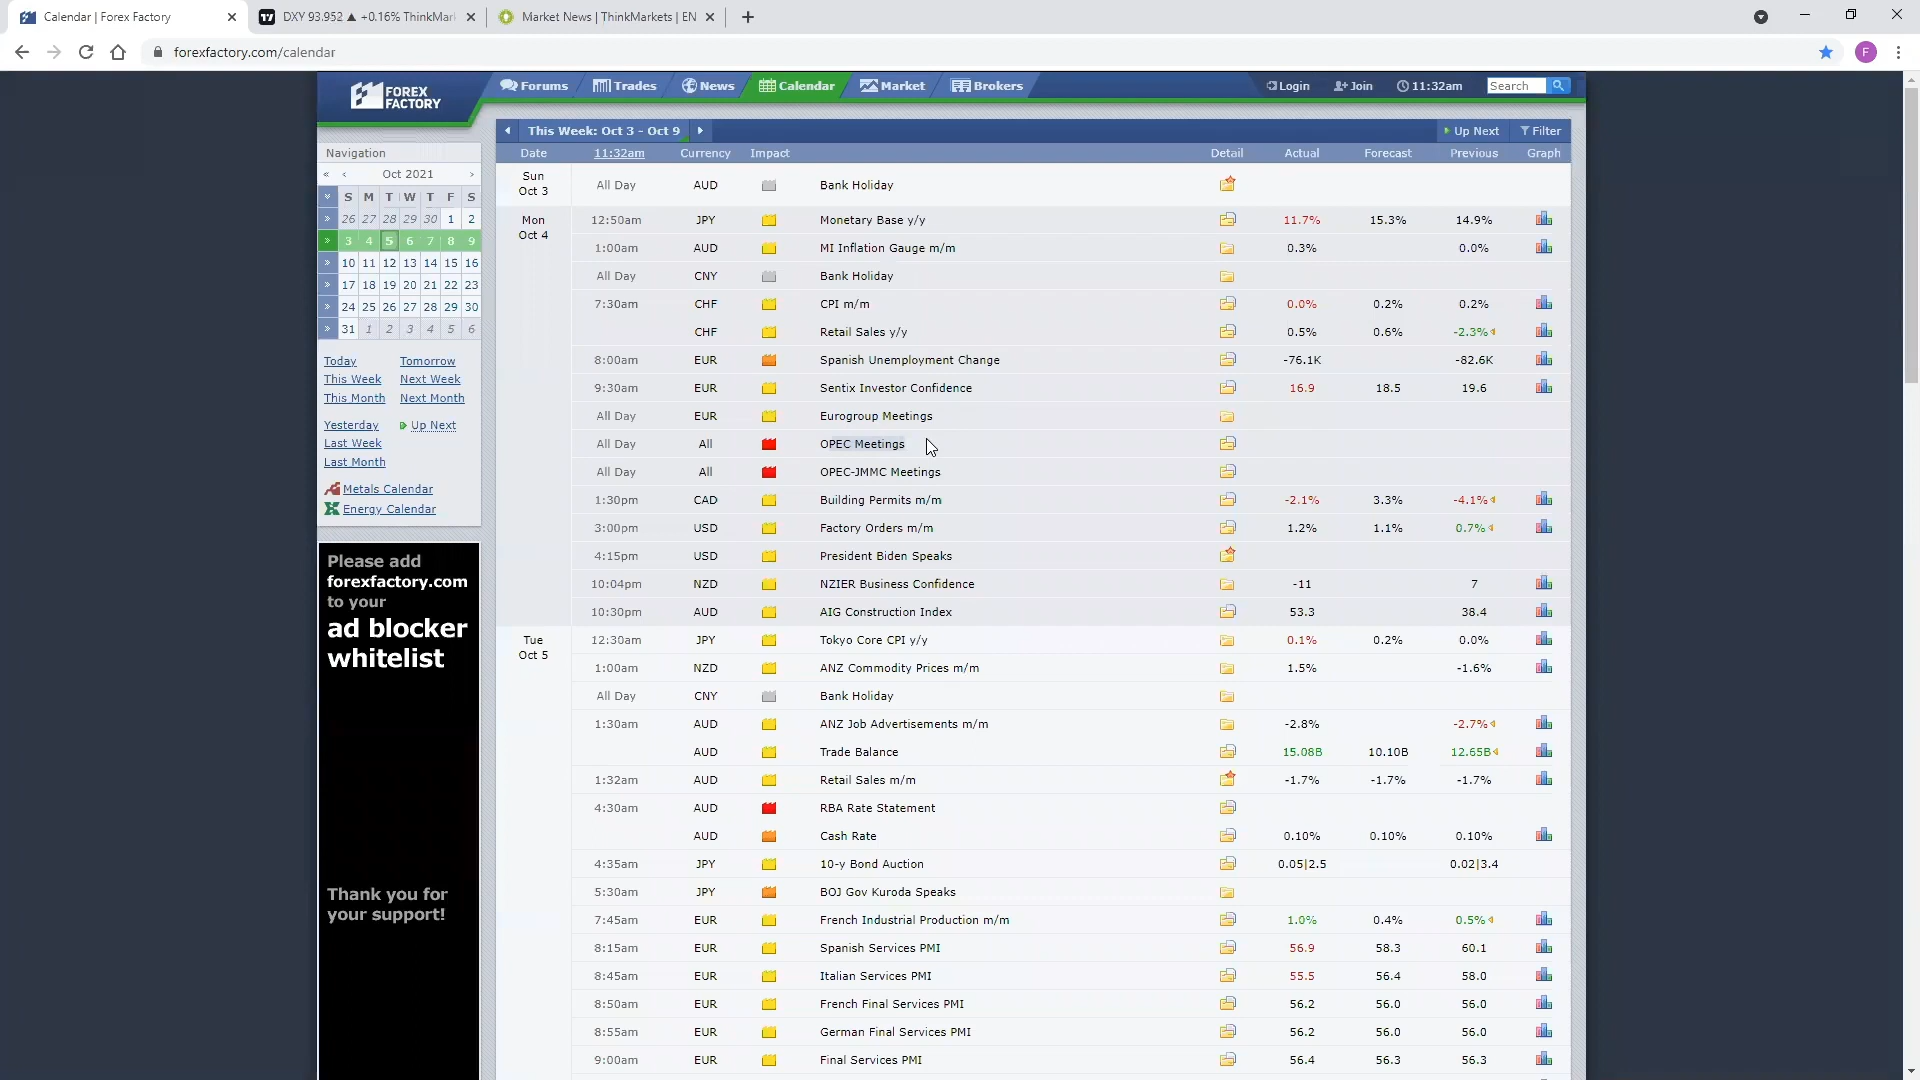 Calendar | Forex Factory
DXY 93.952 ▲ +0.16% ThinkMar
Market News | ThinkMarkets | EN
forexfactory.com/calendar
F
FOREX
FACTORY
Forums
Trades
News
Calendar
Market
Brokers
Login
Join
11:32am
Search
This Week: Oct 3 - Oct 9
Up Next
Filter
Date 11:32am Currency Impact Detail Actual Forecast Previous Graph
Navigation
« ‹ Oct 2021 ›
S M T W T F S
26 27 28 29 30 1 2
3 4 5 6 7 8 9
10 11 12 13 14 15 16
17 18 19 20 21 22 23
24 25 26 27 28 29 30
31 1 2 3 4 5 6
Today Tomorrow
This Week Next Week
This Month Next Month
Yesterday Up Next
Last Week
Last Month
Metals Calendar
Energy Calendar
Please add
forexfactory.com
to your
ad blocker
whitelist
Thank you for
your support!
Sun
Oct 3
All Day AUD Bank Holiday
Mon
Oct 4
12:50am JPY Monetary Base y/y 11.7% 15.3% 14.9%
1:00am AUD MI Inflation Gauge m/m 0.3% 0.0%
All Day CNY Bank Holiday
7:30am CHF CPI m/m 0.0% 0.2% 0.2%
CHF Retail Sales y/y 0.5% 0.6% -2.3%
8:00am EUR Spanish Unemployment Change -76.1K -82.6K
9:30am EUR Sentix Investor Confidence 16.9 18.5 19.6
All Day EUR Eurogroup Meetings
All Day All OPEC Meetings
All Day All OPEC-JMMC Meetings
1:30pm CAD Building Permits m/m -2.1% 3.3% -4.1%
3:00pm USD Factory Orders m/m 1.2% 1.1% 0.7%
4:15pm USD President Biden Speaks
10:04pm NZD NZIER Business Confidence -11 7
10:30pm AUD AIG Construction Index 53.3 38.4
Tue
Oct 5
12:30am JPY Tokyo Core CPI y/y 0.1% 0.2% 0.0%
1:00am NZD ANZ Commodity Prices m/m 1.5% -1.6%
All Day CNY Bank Holiday
1:30am AUD ANZ Job Advertisements m/m -2.8% -2.7%
AUD Trade Balance 15.08B 10.10B 12.65B
1:32am AUD Retail Sales m/m -1.7% -1.7% -1.7%
4:30am AUD RBA Rate Statement
AUD Cash Rate 0.10% 0.10% 0.10%
4:35am JPY 10-y Bond Auction 0.05|2.5 0.02|3.4
5:30am JPY BOJ Gov Kuroda Speaks
7:45am EUR French Industrial Production m/m 1.0% 0.4% 0.5%
8:15am EUR Spanish Services PMI 56.9 58.3 60.1
8:45am EUR Italian Services PMI 55.5 56.4 58.0
8:50am EUR French Final Services PMI 56.2 56.0 56.0
8:55am EUR German Final Services PMI 56.2 56.0 56.0
9:00am EUR Final Services PMI 56.4 56.3 56.3